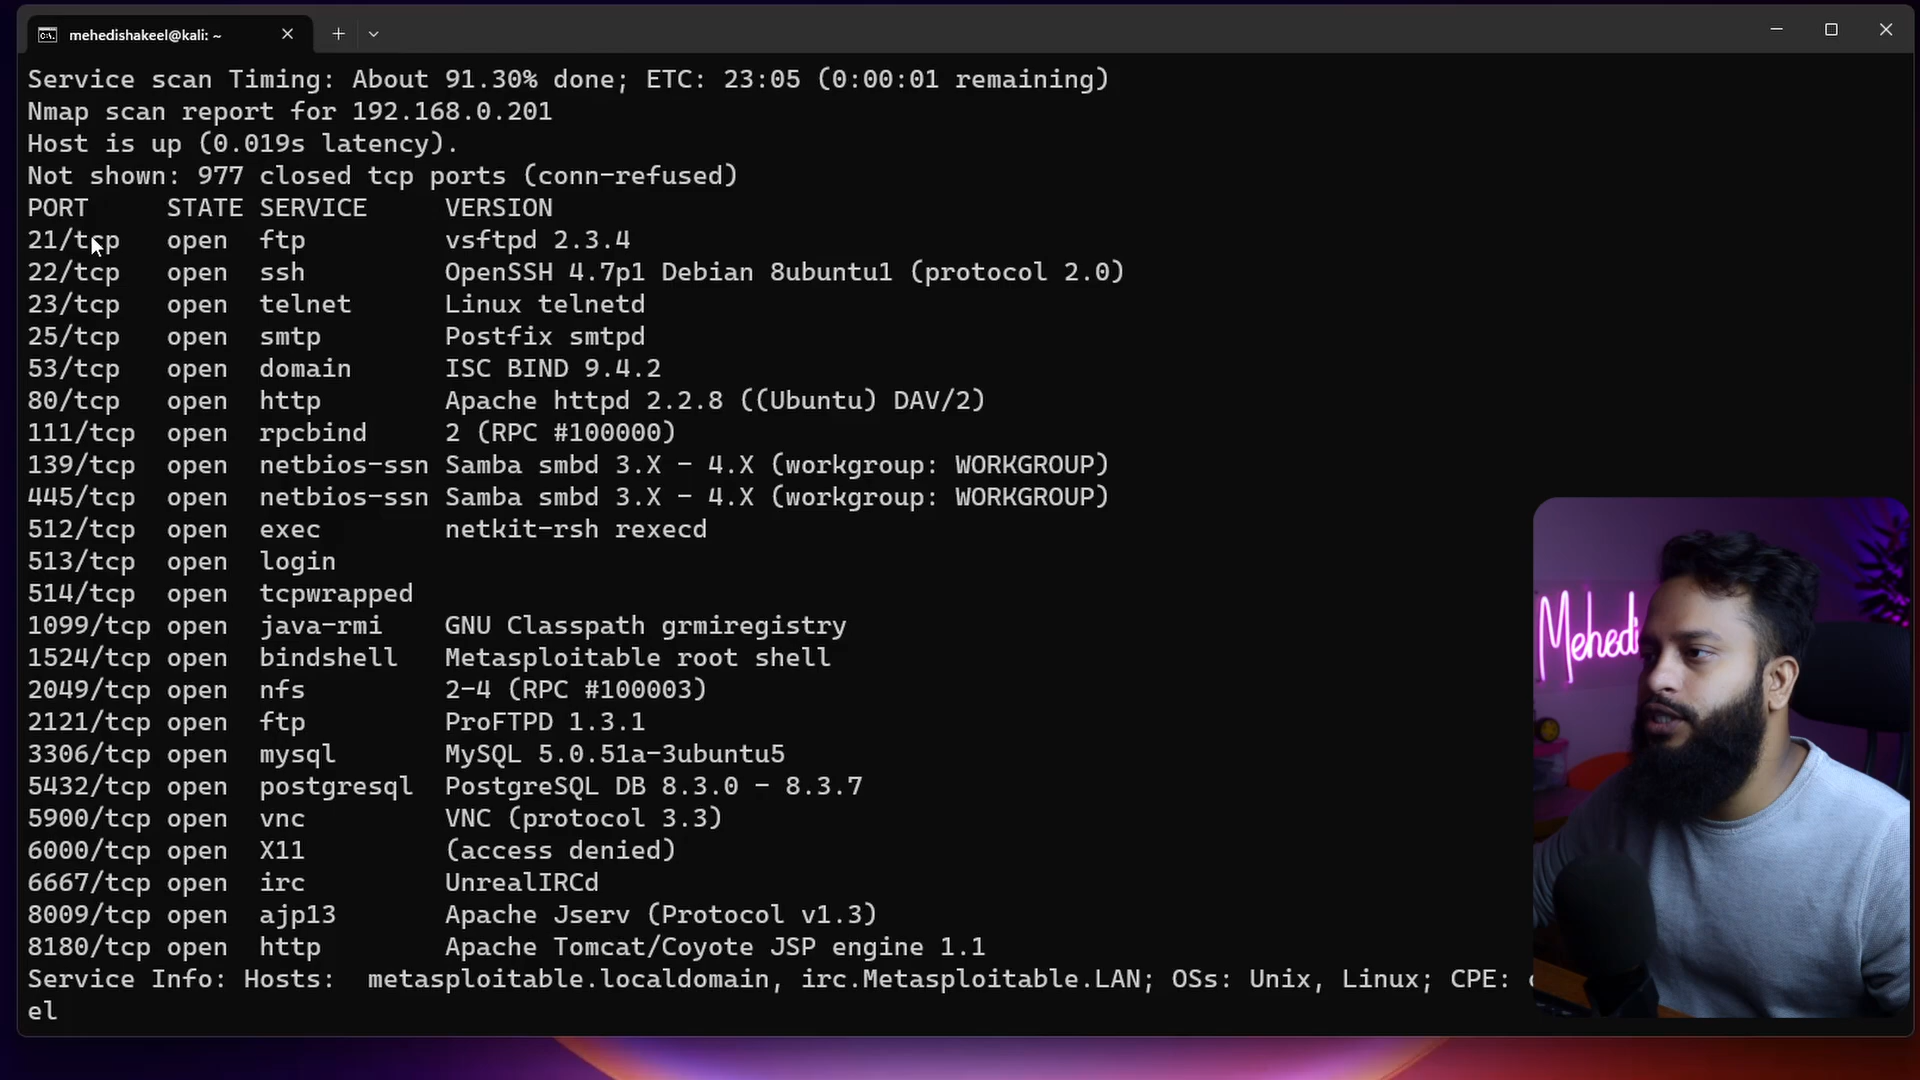 mehedishakeel@kali: ~
Service scan Timing: About 91.30% done; ETC: 23:05 (0:00:01 remaining)
Nmap scan report for 192.168.0.201
Host is up (0.019s latency).
Not shown: 977 closed tcp ports (conn-refused)
PORT     STATE SERVICE     VERSION
21/tcp   open  ftp         vsftpd 2.3.4
22/tcp   open  ssh         OpenSSH 4.7p1 Debian 8ubuntu1 (protocol 2.0)
23/tcp   open  telnet      Linux telnetd
25/tcp   open  smtp        Postfix smtpd
53/tcp   open  domain      ISC BIND 9.4.2
80/tcp   open  http        Apache httpd 2.2.8 ((Ubuntu) DAV/2)
111/tcp  open  rpcbind     2 (RPC #100000)
139/tcp  open  netbios-ssn Samba smbd 3.X - 4.X (workgroup: WORKGROUP)
445/tcp  open  netbios-ssn Samba smbd 3.X - 4.X (workgroup: WORKGROUP)
512/tcp  open  exec        netkit-rsh rexecd
513/tcp  open  login
514/tcp  open  tcpwrapped
1099/tcp open  java-rmi    GNU Classpath grmiregistry
1524/tcp open  bindshell   Metasploitable root shell
2049/tcp open  nfs         2-4 (RPC #100003)
2121/tcp open  ftp         ProFTPD 1.3.1
3306/tcp open  mysql       MySQL 5.0.51a-3ubuntu5
5432/tcp open  postgresql  PostgreSQL DB 8.3.0 - 8.3.7
5900/tcp open  vnc         VNC (protocol 3.3)
6000/tcp open  X11         (access denied)
6667/tcp open  irc         UnrealIRCd
8009/tcp open  ajp13       Apache Jserv (Protocol v1.3)
8180/tcp open  http        Apache Tomcat/Coyote JSP engine 1.1
Service Info: Hosts:  metasploitable.localdomain, irc.Metasploitable.LAN; OSs: Unix, Linux; CPE:
el
Mehedi